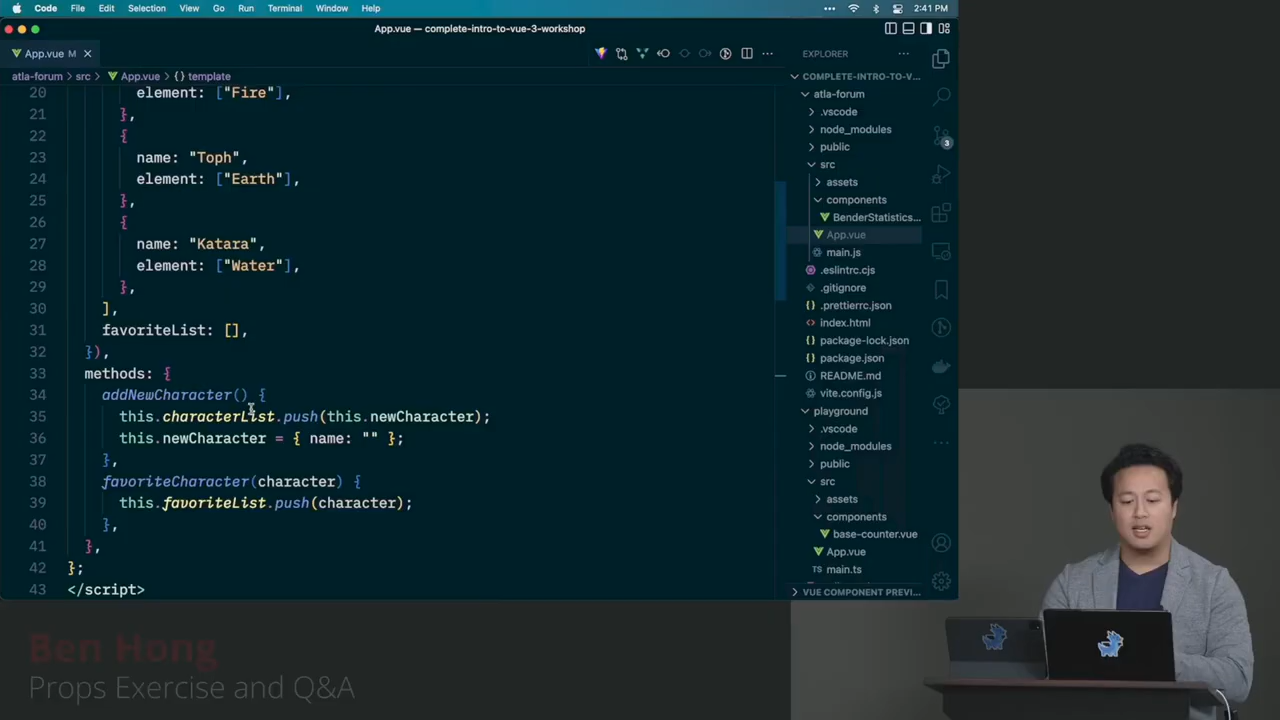 Code File Edit Selection View Go Run Terminal Window Help
••• 2:41 PM
App.vue — complete-intro-to-vue-3-workshop
App.vue M
atla-forum > src > App.vue > {} template
20 element: ["Fire"],
21 },
22 {
23 name: "Toph",
24 element: ["Earth"],
25 },
26 {
27 name: "Katara",
28 element: ["Water"],
29 },
30 ],
31 favoriteList: [],
32 }),
33 methods: {
34 addNewCharacter() {
35 this.characterList.push(this.newCharacter);
36 this.newCharacter = { name: "" };
37 },
38 favoriteCharacter(character) {
39 this.favoriteList.push(character);
40 },
41 },
42 };
43 </script>
EXPLORER
COMPLETE-INTRO-TO-V...
atla-forum
.vscode
node_modules
public
src
assets
components
BenderStatistics...
App.vue
main.js
.eslintrc.cjs
.gitignore
.prettierrc.json
index.html
package-lock.json
package.json
README.md
vite.config.js
playground
.vscode
node_modules
public
src
assets
components
base-counter.vue
App.vue
main.ts
VUE COMPONENT PREVI...
3
Ben Hong
Props Exercise and Q&A